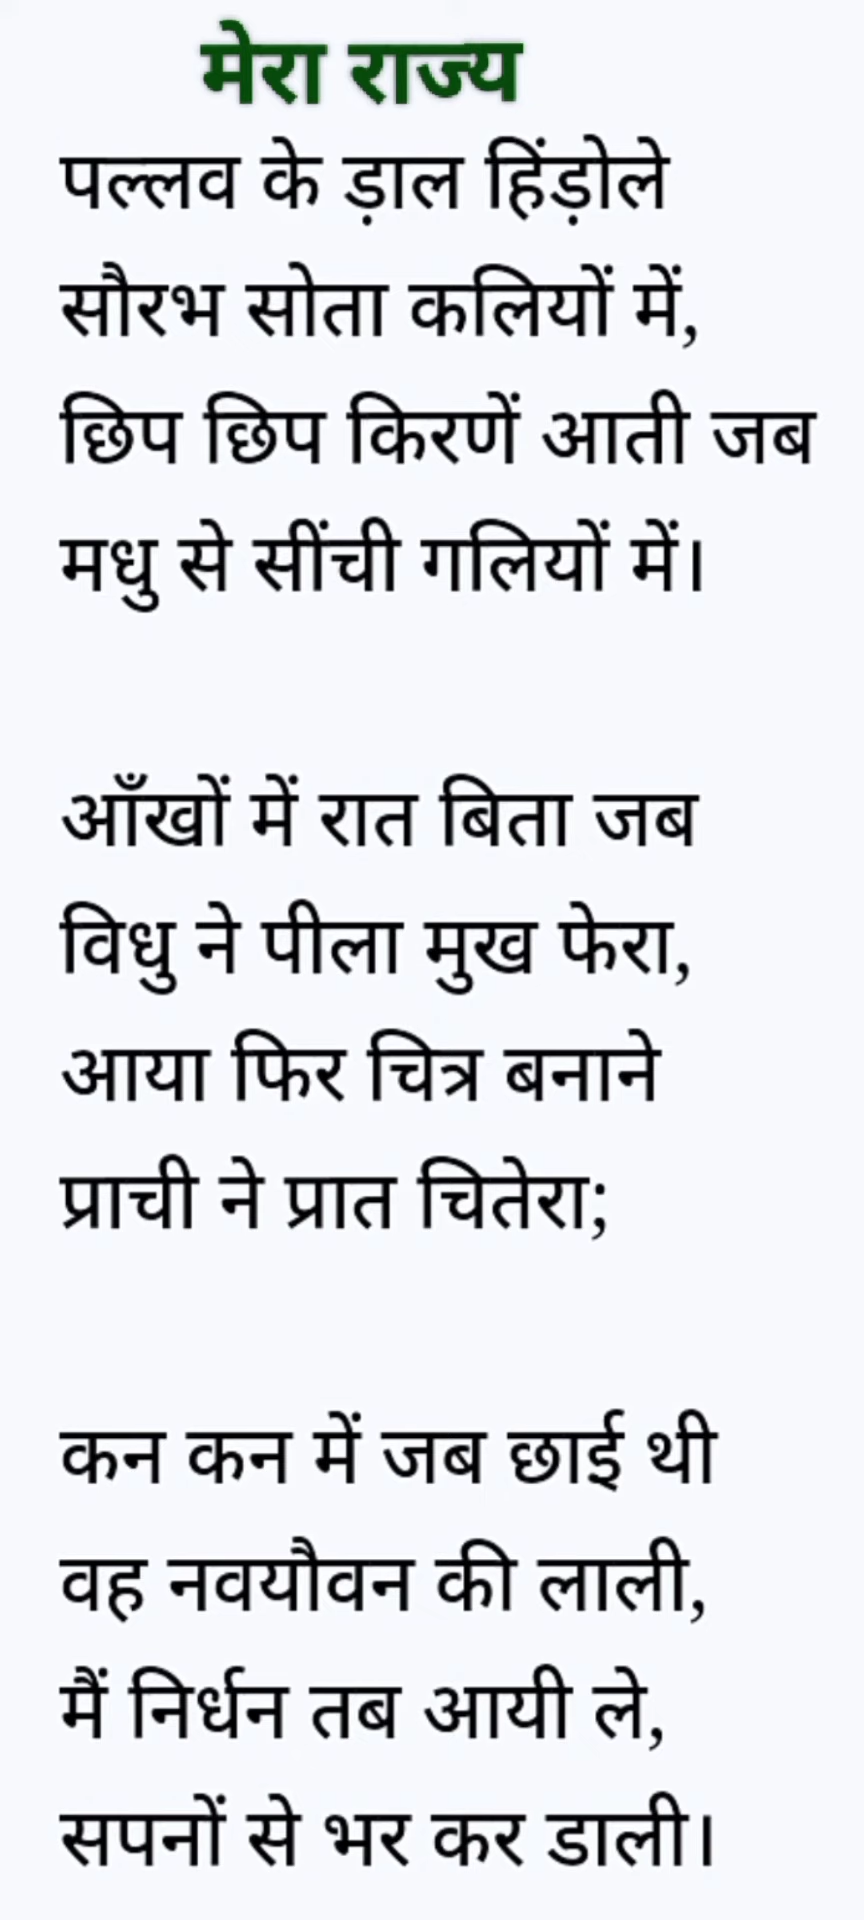 मेरा राज्य
पल्लव के ड़ाल हिंड़ोले
सौरभ सोता कलियों में,
छिप छिप किरणें आती जब
मधु से सींची गलियों में।
आँखों में रात बिता जब
विधु ने पीला मुख फेरा,
आया फिर चित्र बनाने
प्राची ने प्रात चितेरा;
कन कन में जब छाई थी
वह नवयौवन की लाली,
मैं निर्धन तब आयी ले,
सपनों से भर कर डाली।